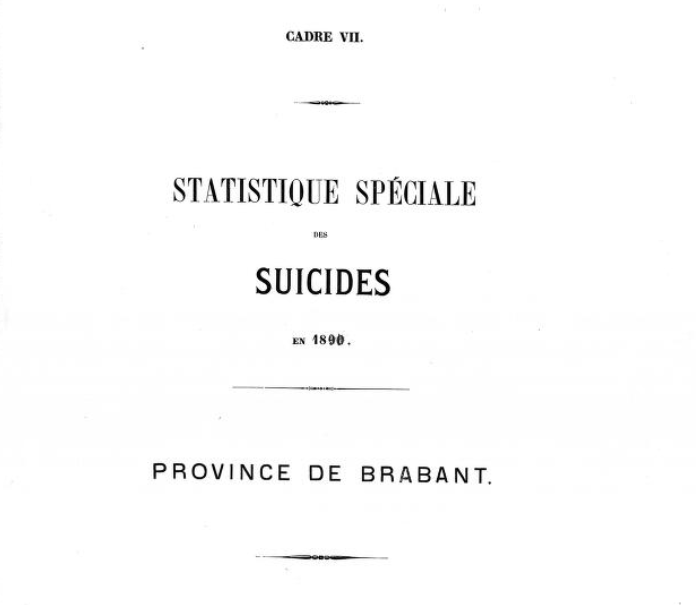 CADRE VII.
STATISTIQUE SPÉCIALE
DES
SUICIDES
EN 1890.
PROVINCE DE BRABANT.